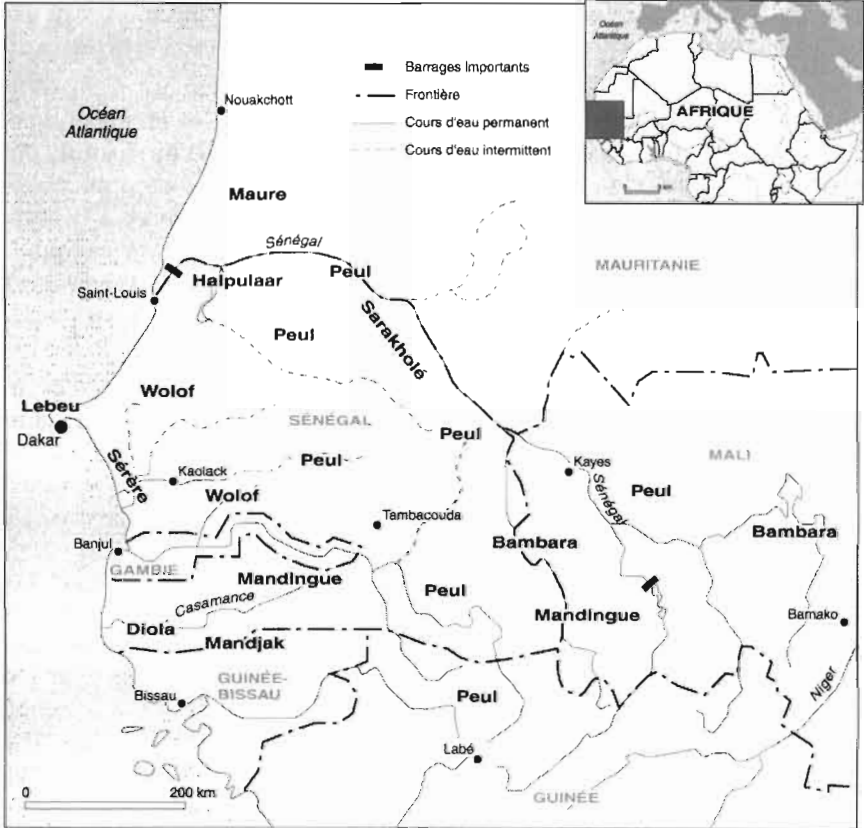 Océan
Atlantique
AFRIQUE
km
Barrages Importants
Frontière
Cours d'eau permanent
Cours d'eau intermittent
Océan
Atlantique
Nouakchott
Maure
Sénégal
MAURITANIE
Halpulaar
Peul
Saint-Louis
Peul
Sarakholé
Wolof
Lebeu
Dakar
SÉNÉGAL
Peul
Sérère
Kaolack
Peul
Kayes
MALI
Wolof
Sénégal
Peul
Tambacouda
Banjul
Bambara
Bambara
GAMBIE
Mandingue
Casamance
Peul
Mandingue
Diola
Mandjak
Bamako
GUINÉE-
BISSAU
Bissau
Peul
Niger
Labé
GUINÉE
0
200 km